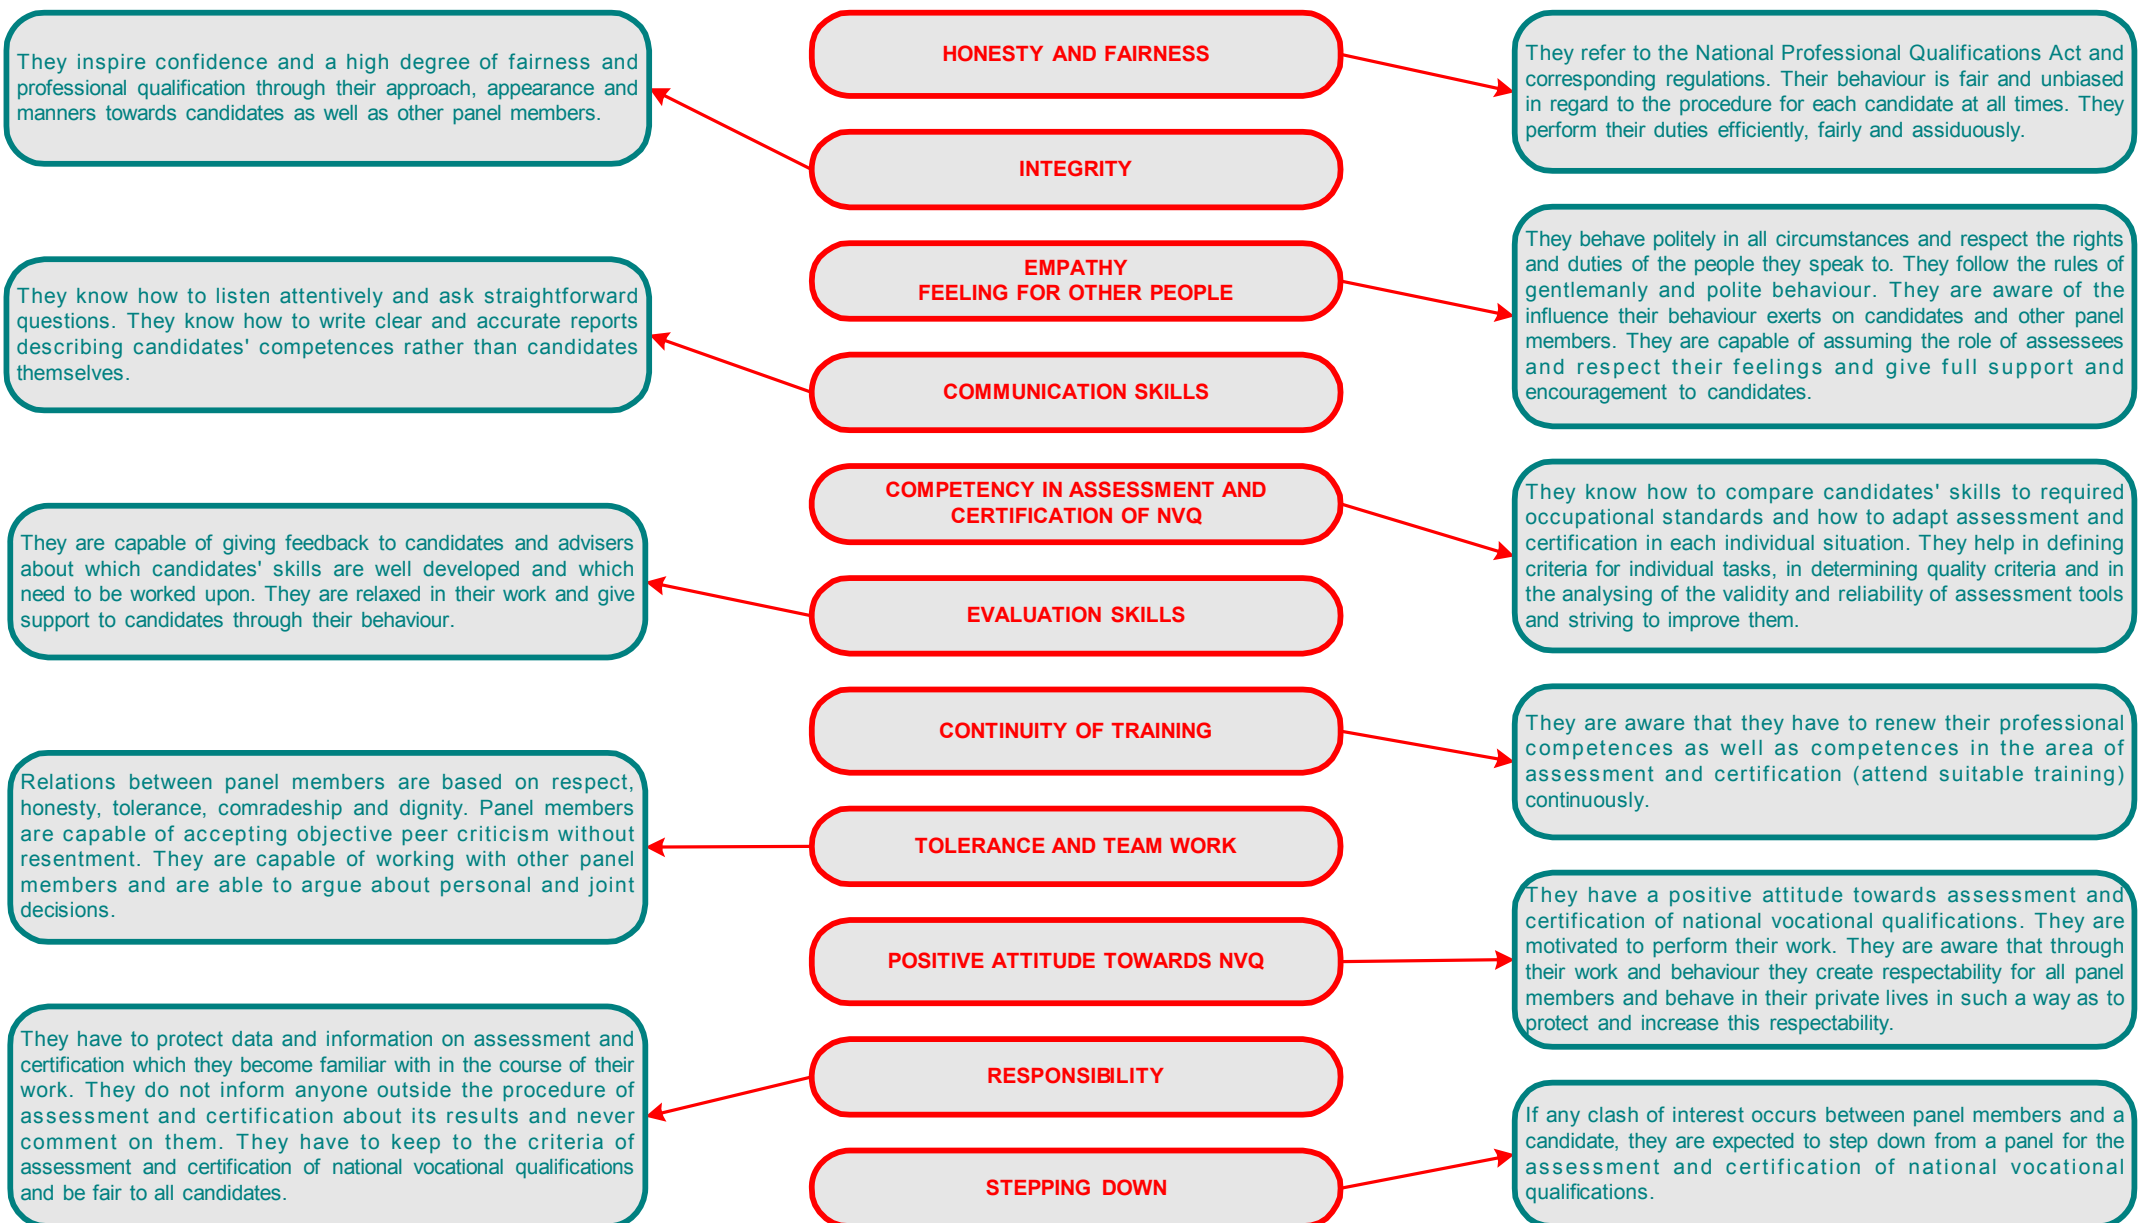 They inspire confidence and a high degree of fairness and
professional qualification through their approach, appearance and
manners towards candidates as well as other panel members.
HONESTY AND FAIRNESS
They refer to the National Professional Qualifications Act and
corresponding regulations. Their behaviour is fair and unbiased
in regard to the procedure for each candidate at all times. They
perform their duties efficiently, fairly and assiduously.
INTEGRITY
They know how to listen attentively and ask straightforward
questions. They know how to write clear and accurate reports
describing candidates' competences rather than candidates
themselves.
EMPATHY
FEELING FOR OTHER PEOPLE
They behave politely in all circumstances and respect the rights
and duties of the people they speak to. They follow the rules of
gentlemanly and polite behaviour. They are aware of the
influence their behaviour exerts on candidates and other panel
members. They are capable of assuming the role of assessees
and respect their feelings and give full support and
encouragement to candidates.
COMMUNICATION SKILLS
COMPETENCY IN ASSESSMENT AND
CERTIFICATION OF NVQ
They know how to compare candidates' skills to required
occupational standards and how to adapt assessment and
certification in each individual situation. They help in defining
criteria for individual tasks, in determining quality criteria and in
the analysing of the validity and reliability of assessment tools
and striving to improve them.
They are capable of giving feedback to candidates and advisers
about which candidates' skills are well developed and which
need to be worked upon. They are relaxed in their work and give
support to candidates through their behaviour.
EVALUATION SKILLS
CONTINUITY OF TRAINING
They are aware that they have to renew their professional
competences as well as competences in the area of
assessment and certification (attend suitable training)
continuously.
Relations between panel members are based on respect,
honesty, tolerance, comradeship and dignity. Panel members
are capable of accepting objective peer criticism without
resentment. They are capable of working with other panel
members and are able to argue about personal and joint
decisions.
TOLERANCE AND TEAM WORK
POSITIVE ATTITUDE TOWARDS NVQ
They have a positive attitude towards assessment and
certification of national vocational qualifications. They are
motivated to perform their work. They are aware that through
their work and behaviour they create respectability for all panel
members and behave in their private lives in such a way as to
protect and increase this respectability.
They have to protect data and information on assessment and
certification which they become familiar with in the course of their
work. They do not inform anyone outside the procedure of
assessment and certification about its results and never
comment on them. They have to keep to the criteria of
assessment and certification of national vocational qualifications
and be fair to all candidates.
RESPONSIBILITY
STEPPING DOWN
If any clash of interest occurs between panel members and a
candidate, they are expected to step down from a panel for the
assessment and certification of national vocational
qualifications.